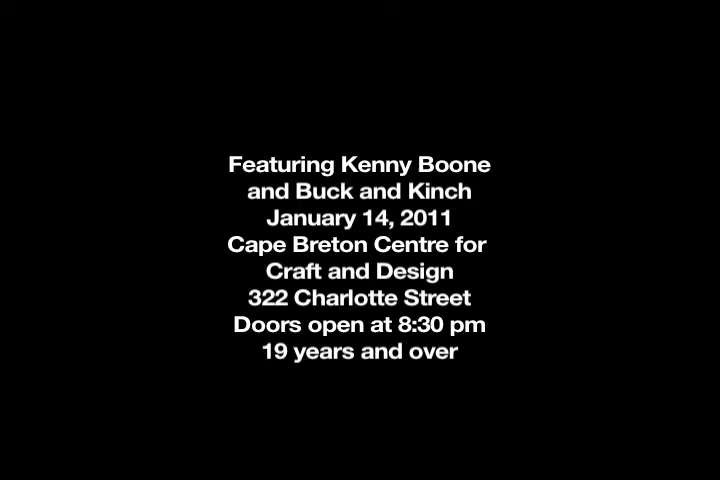 Featuring Kenny Boone
and Buck and Kinch
January 14, 2011
Cape Breton Centre for
Craft and Design
322 Charlotte Street
Doors open at 8:30 pm
19 years and over